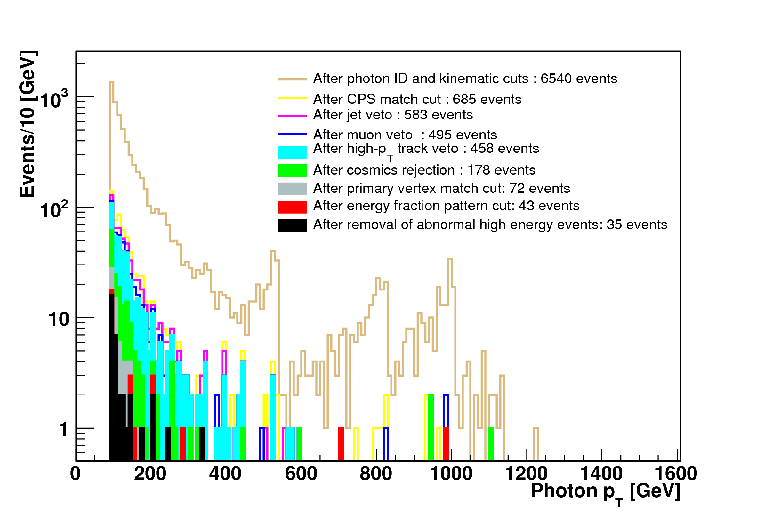 Events/10 [GeV]
10³
10²
10
1
After photon ID and kinematic cuts : 6540 events
After CPS match cut : 685 events
After jet veto : 583 events
After muon veto : 495 events
After high-p_T track veto : 458 events
After cosmics rejection : 178 events
After primary vertex match cut: 72 events
After energy fraction pattern cut: 43 events
After removal of abnormal high energy events: 35 events
0 200 400 600 800 1000 1200 1400 1600
Photon p_T [GeV]